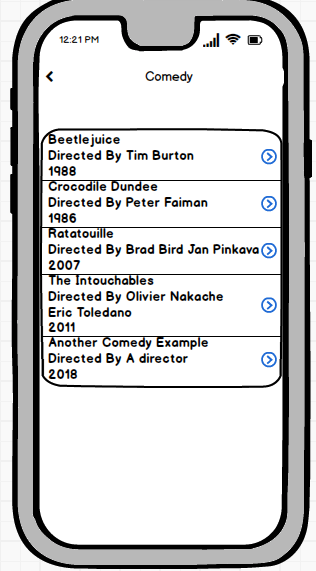 12:21 PM
Comedy
Beetlejuice
Directed By Tim Burton
1988
Crocodile Dundee
Directed By Peter Faiman
1986
Ratatouille
Directed By Brad Bird Jan Pinkava
2007
The Intouchables
Directed By Olivier Nakache
Eric Toledano
2011
Another Comedy Example
Directed By A director
2018